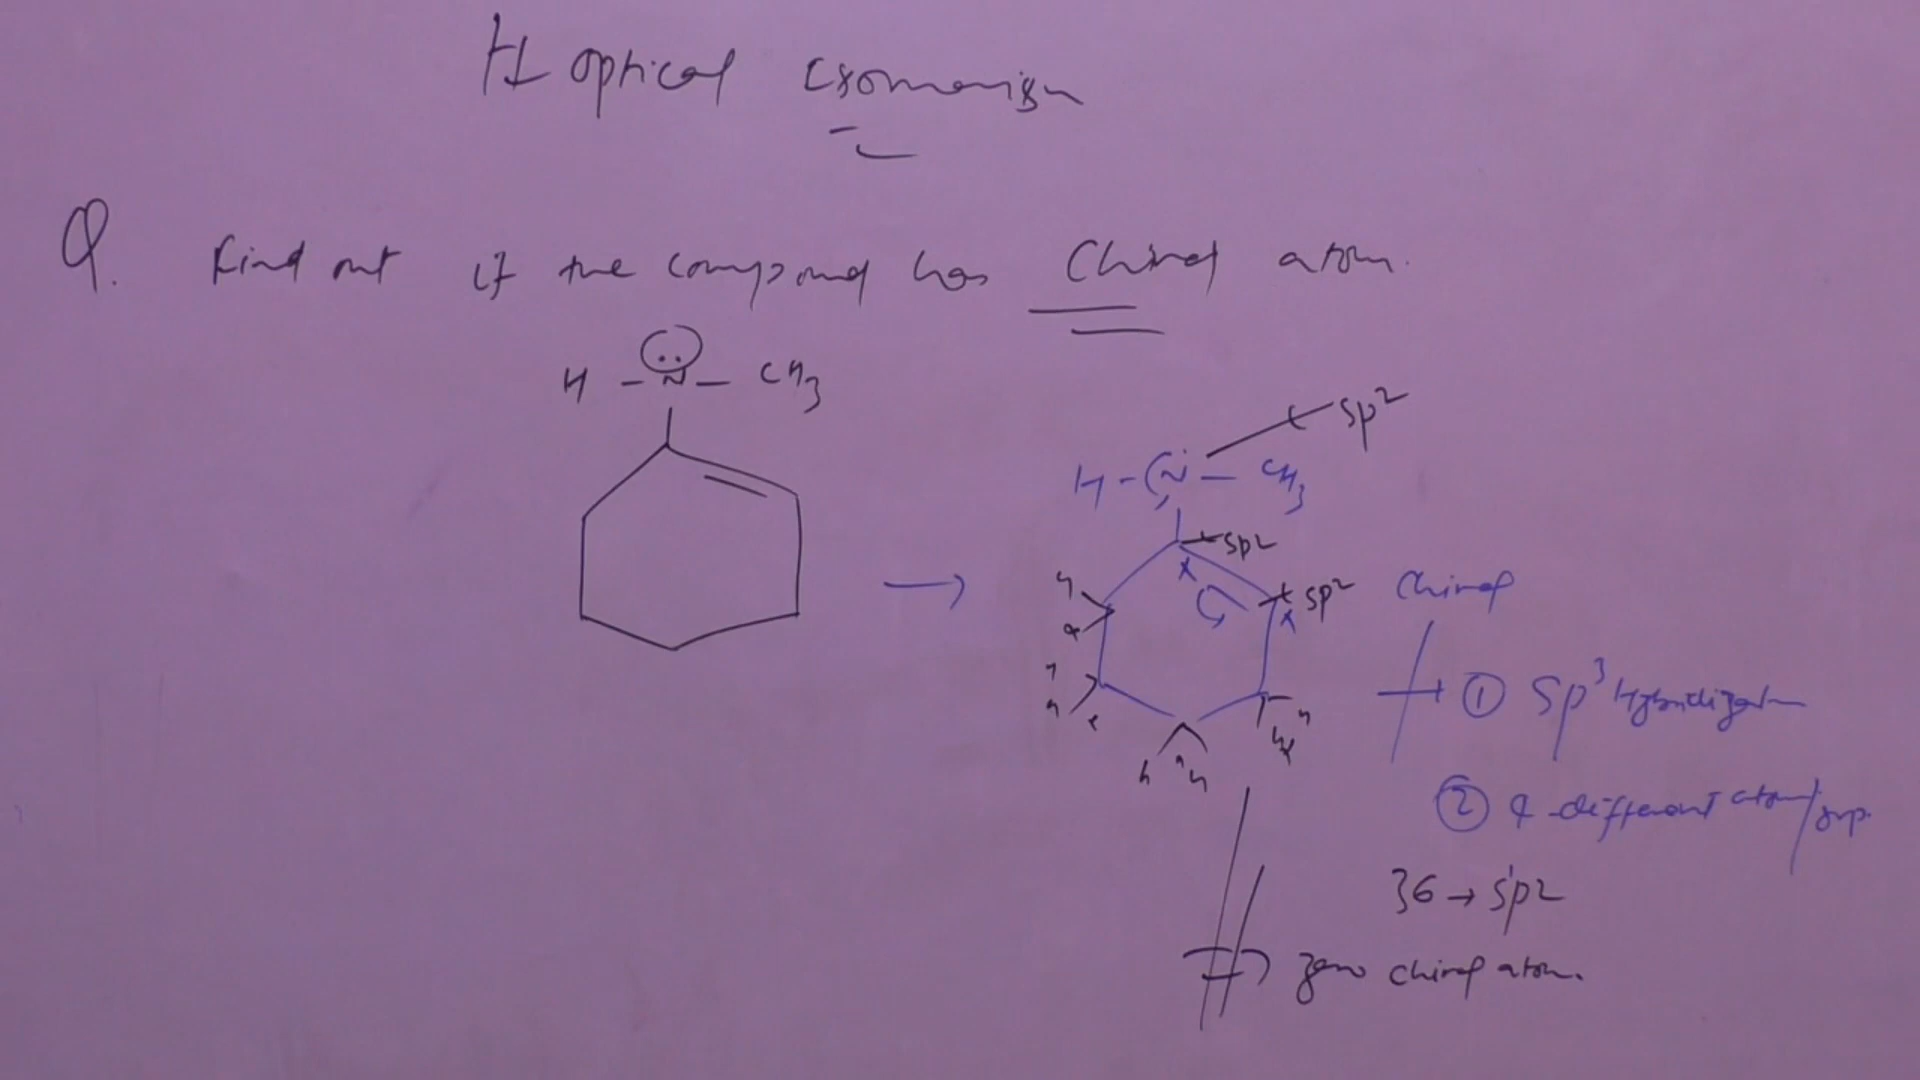 H optical isomerism
Q. Find out if the compound has Chiral atom.
H - N - CH3
sp2
H - N - CH3
sp2
sp2
Chiral
① Sp3 Hybridization
② 4 different atom/grp.
3σ → sp2
⇒ zero chiral atom.